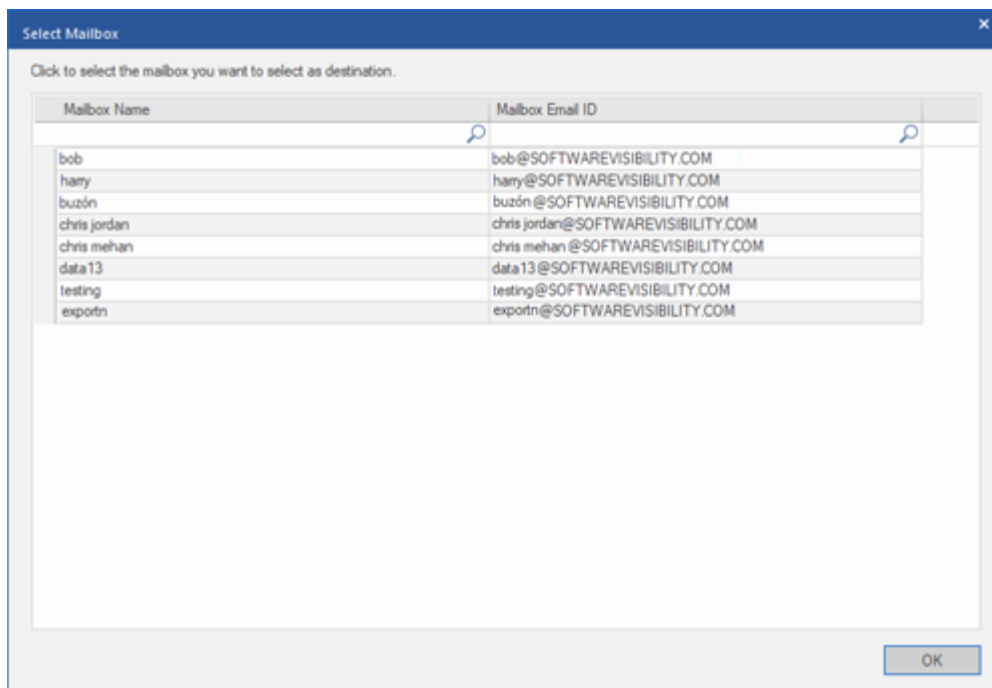 Select Mailbox
Click to select the mailbox you want to select as destination.
Mailbox Name Mailbox Email ID
bob bob@SOFTWAREVISIBILITY.COM
harry harry@SOFTWAREVISIBILITY.COM
buzón buzón @SOFTWAREVISIBILITY.COM
chris jordan chris jordan@SOFTWAREVISIBILITY.COM
chris mehan chris mehan @SOFTWAREVISIBILITY.COM
data13 data13@SOFTWAREVISIBILITY.COM
testing testing@SOFTWAREVISIBILITY.COM
exportn exportn@SOFTWAREVISIBILITY.COM
OK